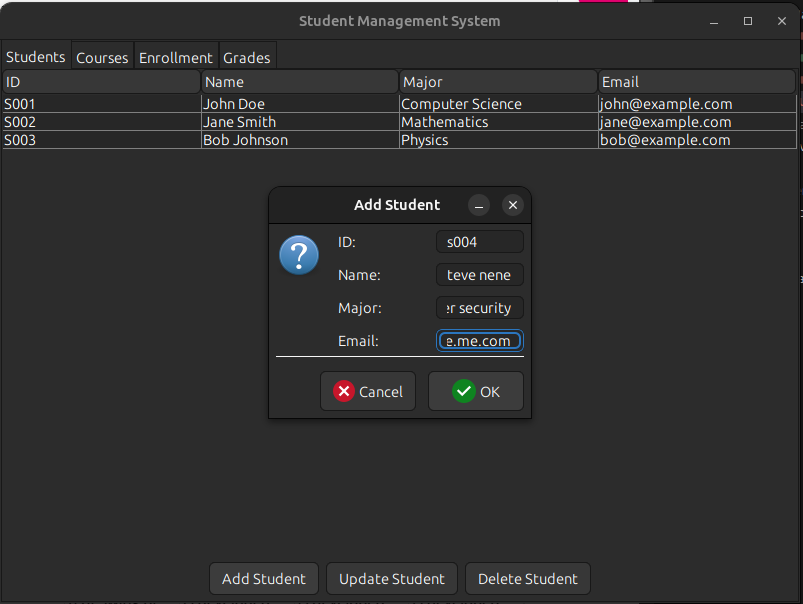 Student Management System
Students Courses Enrollment Grades
ID Name Major Email
S001 John Doe Computer Science john@example.com
S002 Jane Smith Mathematics jane@example.com
S003 Bob Johnson Physics bob@example.com
Add Student
ID: s004
Name: teve nene
Major: er security
Email: e.me.com
Cancel OK
Add Student Update Student Delete Student